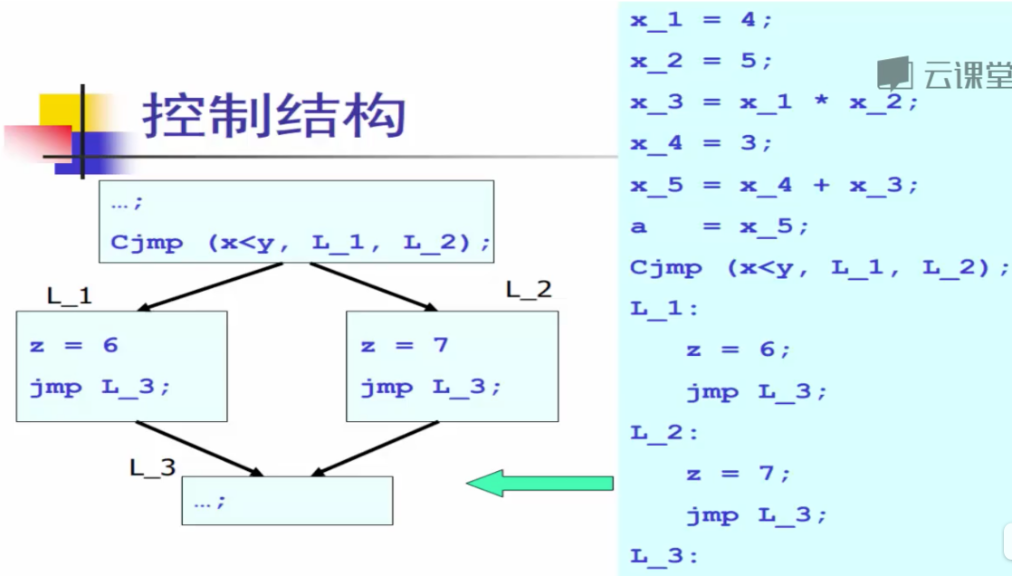 控制结构
…;
Cjmp (x<y, L_1, L_2);
L_1
L_2
z = 6
jmp L_3;
z = 7
jmp L_3;
L_3
…;
x_1 = 4;
云课堂
x_2 = 5;
x_3 = x_1 * x_2;
x_4 = 3;
x_5 = x_4 + x_3;
a = x_5;
Cjmp (x<y, L_1, L_2);
L_1:
z = 6;
jmp L_3;
L_2:
z = 7;
jmp L_3;
L_3: